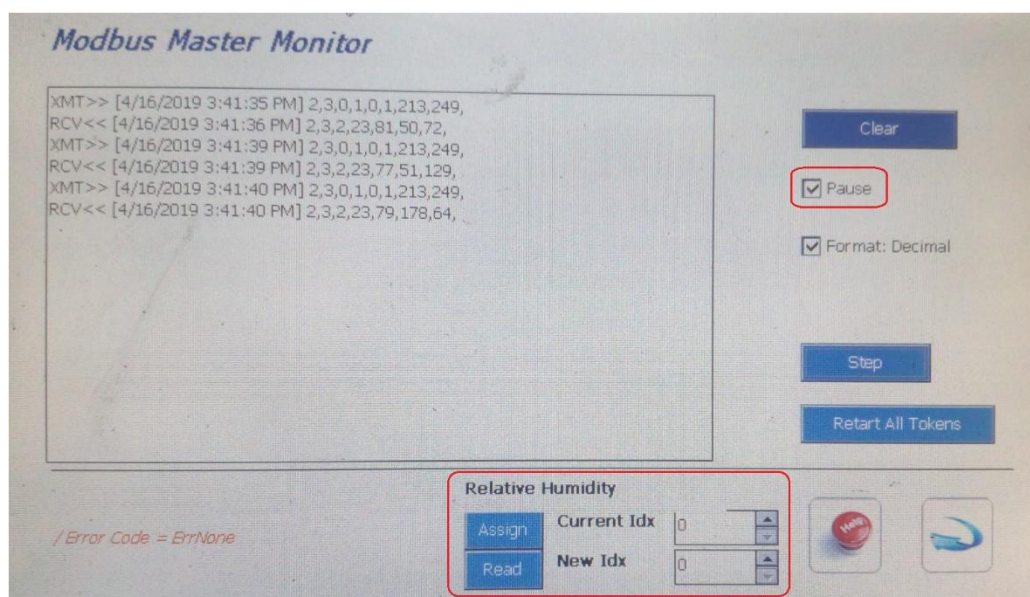 Modbus Master Monitor
XMT>> [4/16/2019 3:41:35 PM] 2,3,0,1,0,1,213,249,
RCV<< [4/16/2019 3:41:36 PM] 2,3,2,23,81,50,72,
XMT>> [4/16/2019 3:41:39 PM] 2,3,0,1,0,1,213,249,
RCV<< [4/16/2019 3:41:39 PM] 2,3,2,23,77,51,129,
XMT>> [4/16/2019 3:41:40 PM] 2,3,0,1,0,1,213,249,
RCV<< [4/16/2019 3:41:40 PM] 2,3,2,23,79,178,64,
Clear
Pause
Format: Decimal
Step
Retart All Tokens
Relative Humidity
Assign Current Idx 0
Read New Idx 0
/ Error Code = ErrNone
Help